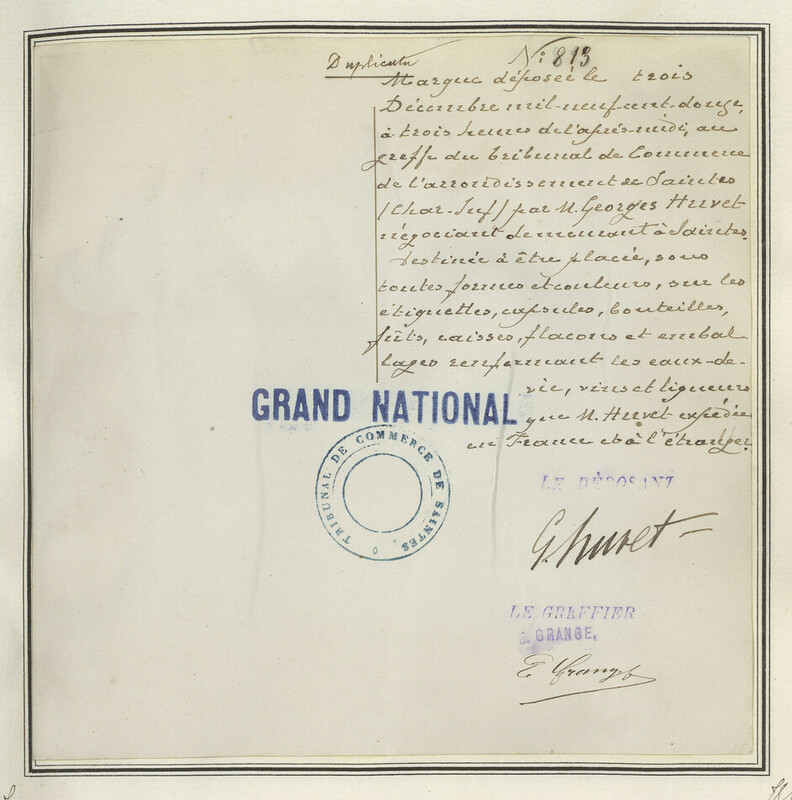 Duplicata
N: 813
Marque déposée le trois
Décembre mil-neuf-cent-douze,
à trois heures de l'après-midi, au
greffe du Tribunal de Commerce
de l'arrondissement de Saintes
(Char.-Inf) par M. Georges Huvet
négociant demeurant à Saintes.
destinée à être placée, sous
toutes formes et couleurs, sur les
étiquettes, capsules, bouteilles,
fûts, caisses, flacons et embal
lages renfermant les eaux-de-
vie, vins et liqueurs
GRAND NATIONAL
que M. Huvet expédie
en France et à l'étranger.
TRIBUNAL DE COMMERCE DE SAINTES
LE DÉPOSANT
G. Huvet
LE GREFFIER
E. GRANGE,
E Grange